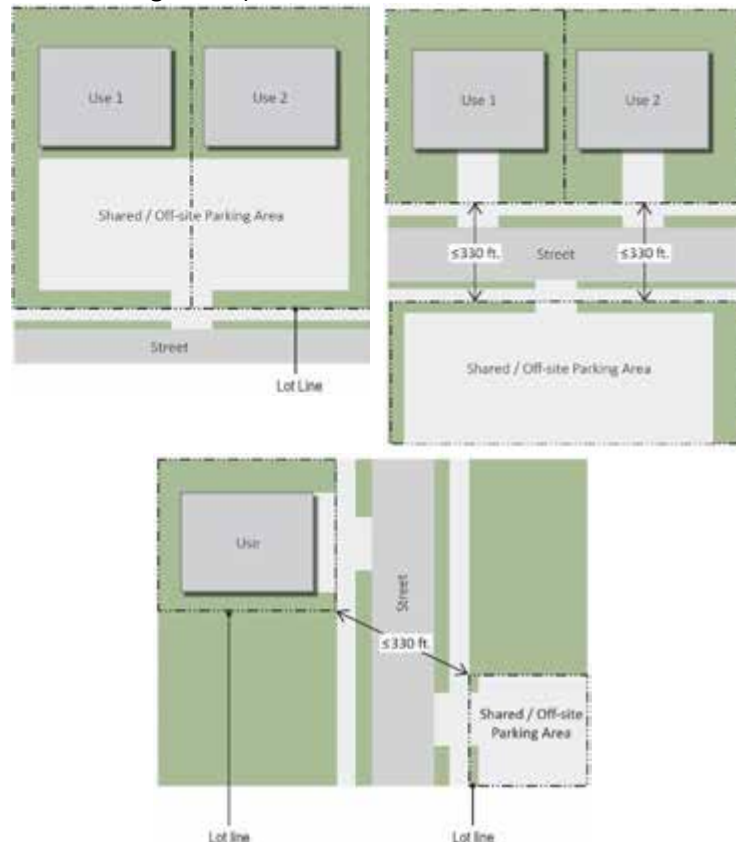 Use 1
Use 2
Shared / Off-site Parking Area
Street
Lot Line
Use 1
Use 2
≤330 ft.
Street
≤330 ft.
Shared / Off-site Parking Area
Use
Street
≤330 ft.
Shared / Off-site
Parking Area
Lot line
Lot line